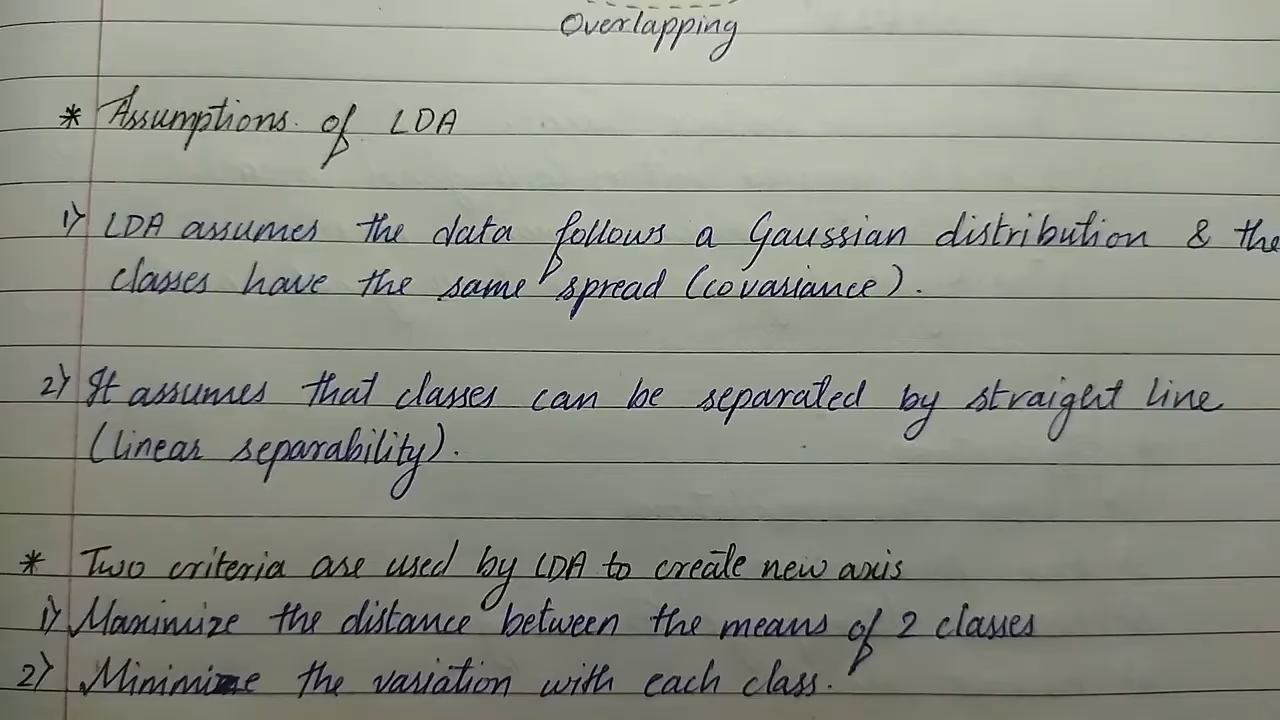 Overlapping
* Assumptions of LDA
1) LDA assumes the data follows a Gaussian distribution & the
classes have the same spread (covariance).
2) It assumes that classes can be separated by straight line
(linear separability).
* Two criteria are used by LDA to create new axis
1) Maximize the distance between the means of 2 classes
2) Minimize the variation with each class.